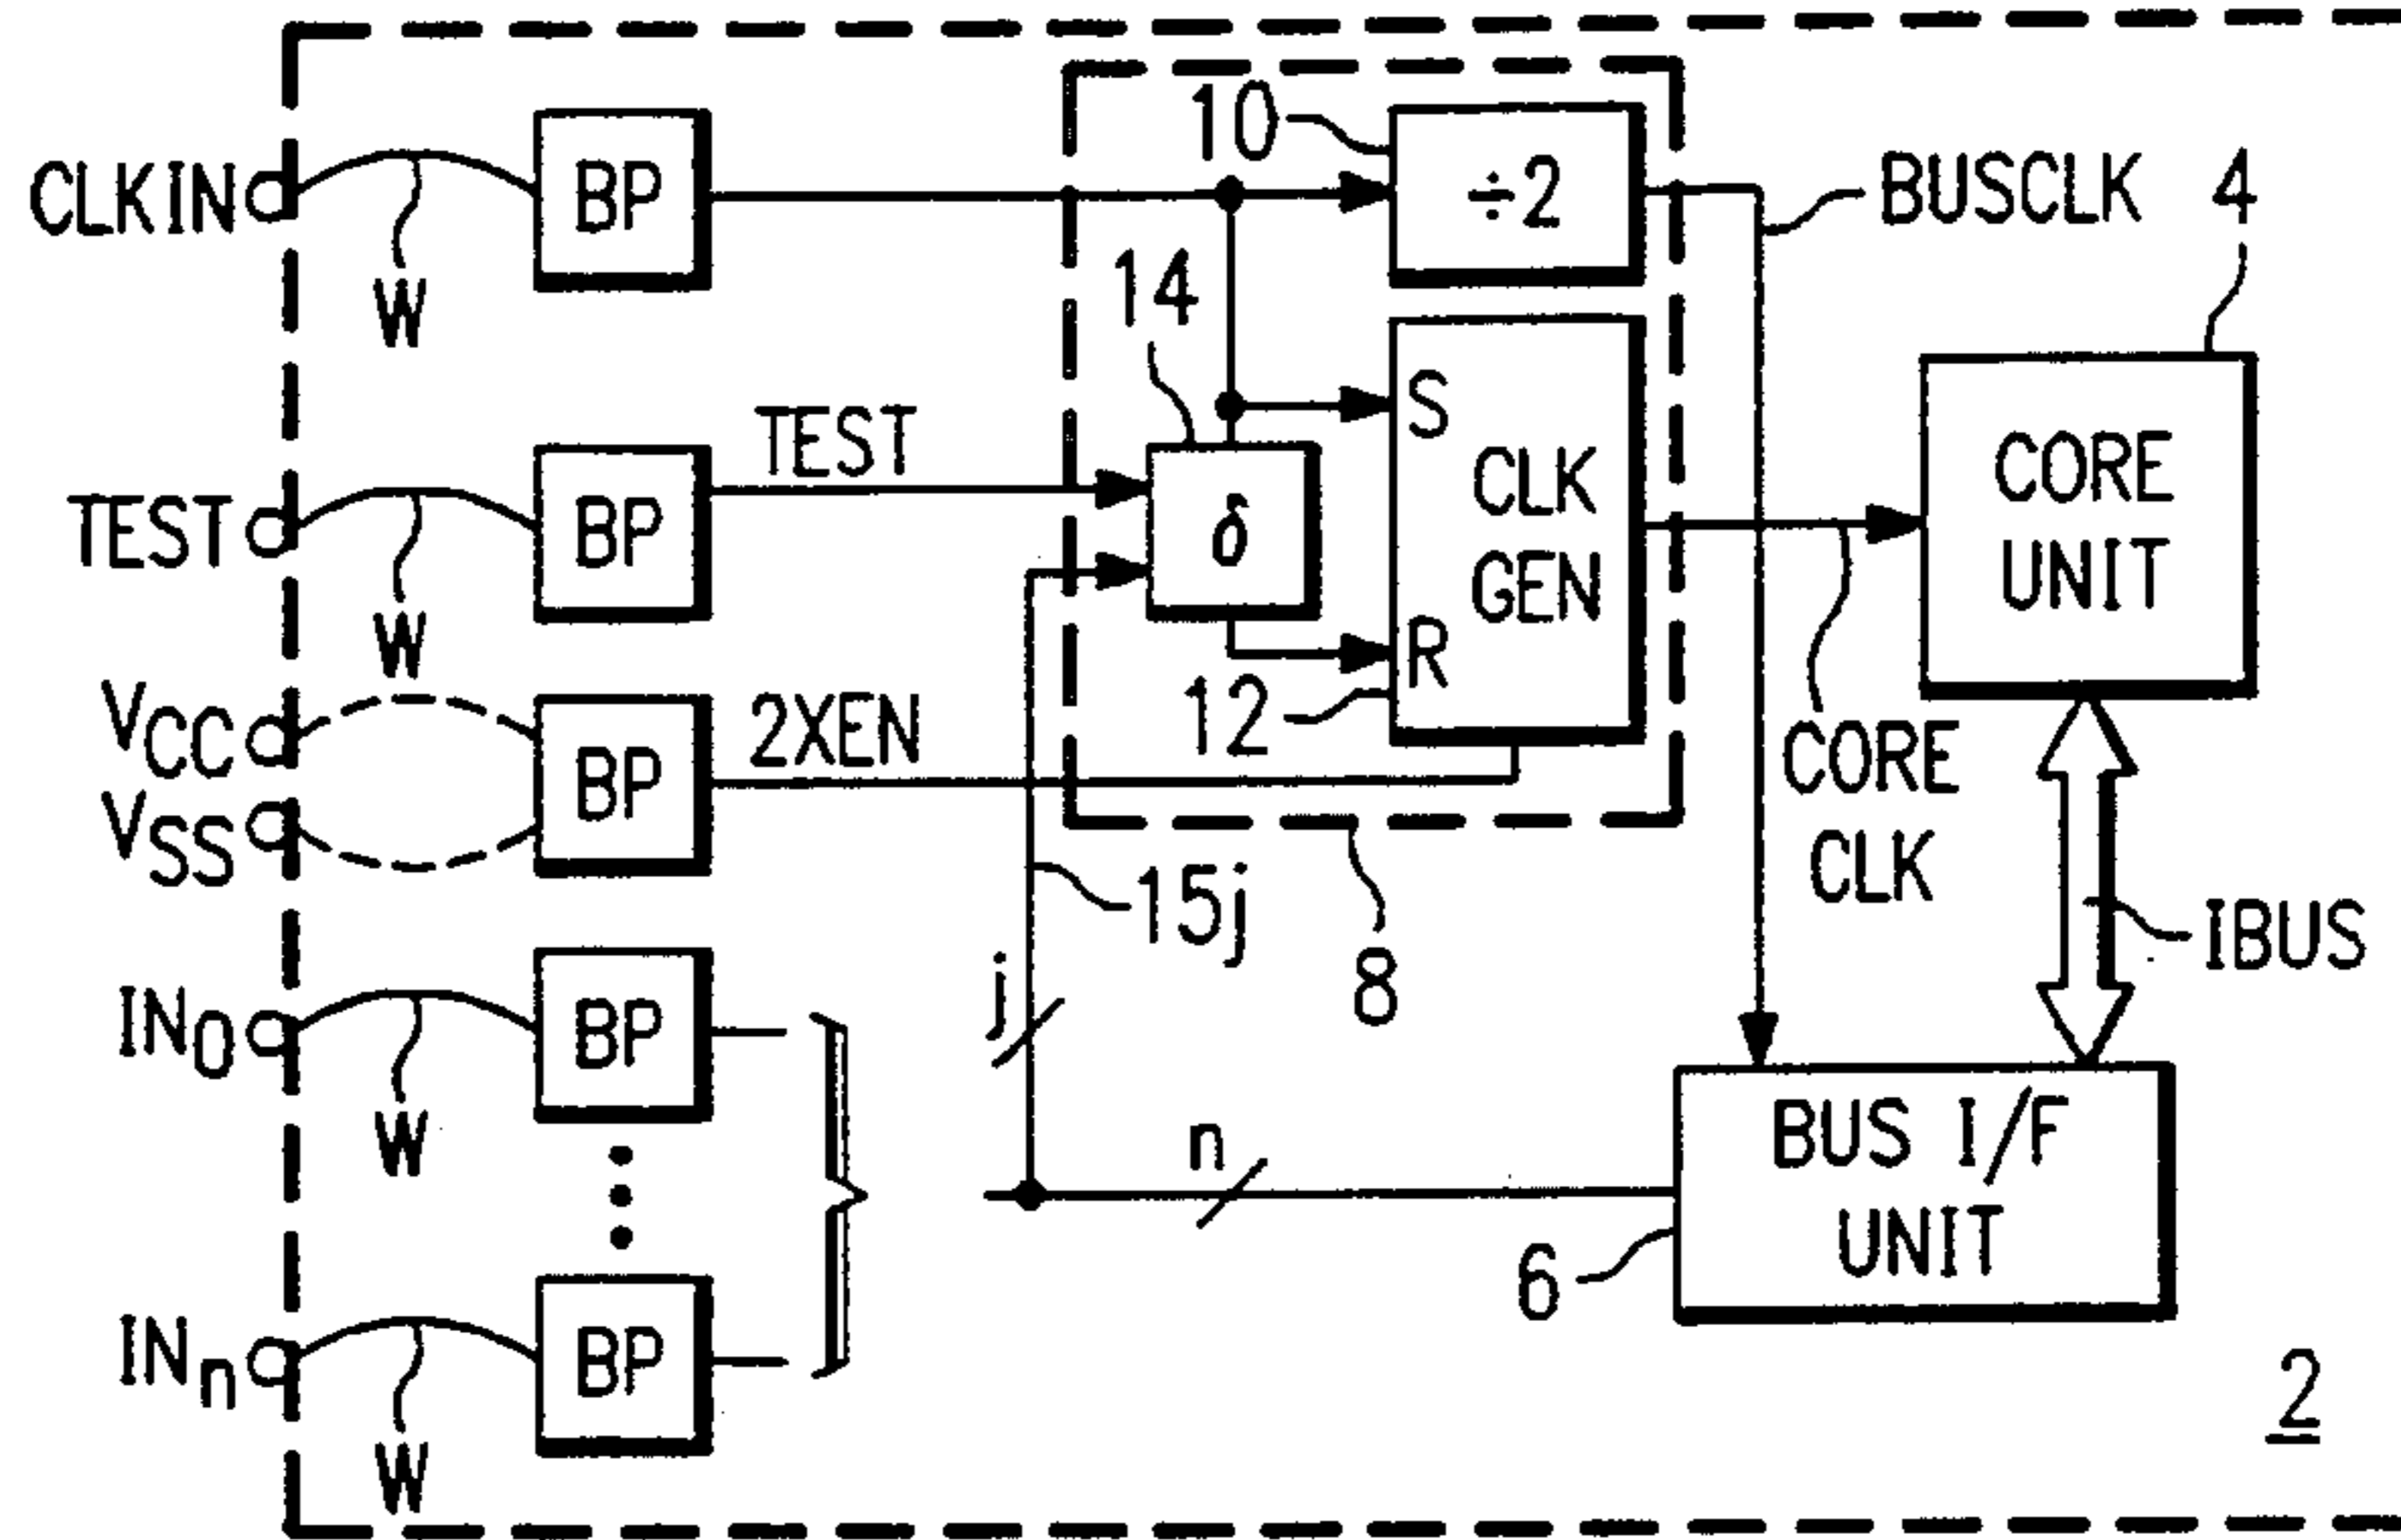 CLKIN
W
BP
10
÷2
BUSCLK
4
14
TEST
W
BP
TEST
δ
S
CLK
GEN
R
12
CORE
UNIT
VCC
VSS
BP
2XEN
CORE
CLK
15j
8
IBUS
IN0
W
BP
j
n
BUS I/F
UNIT
6
INn
W
BP
2